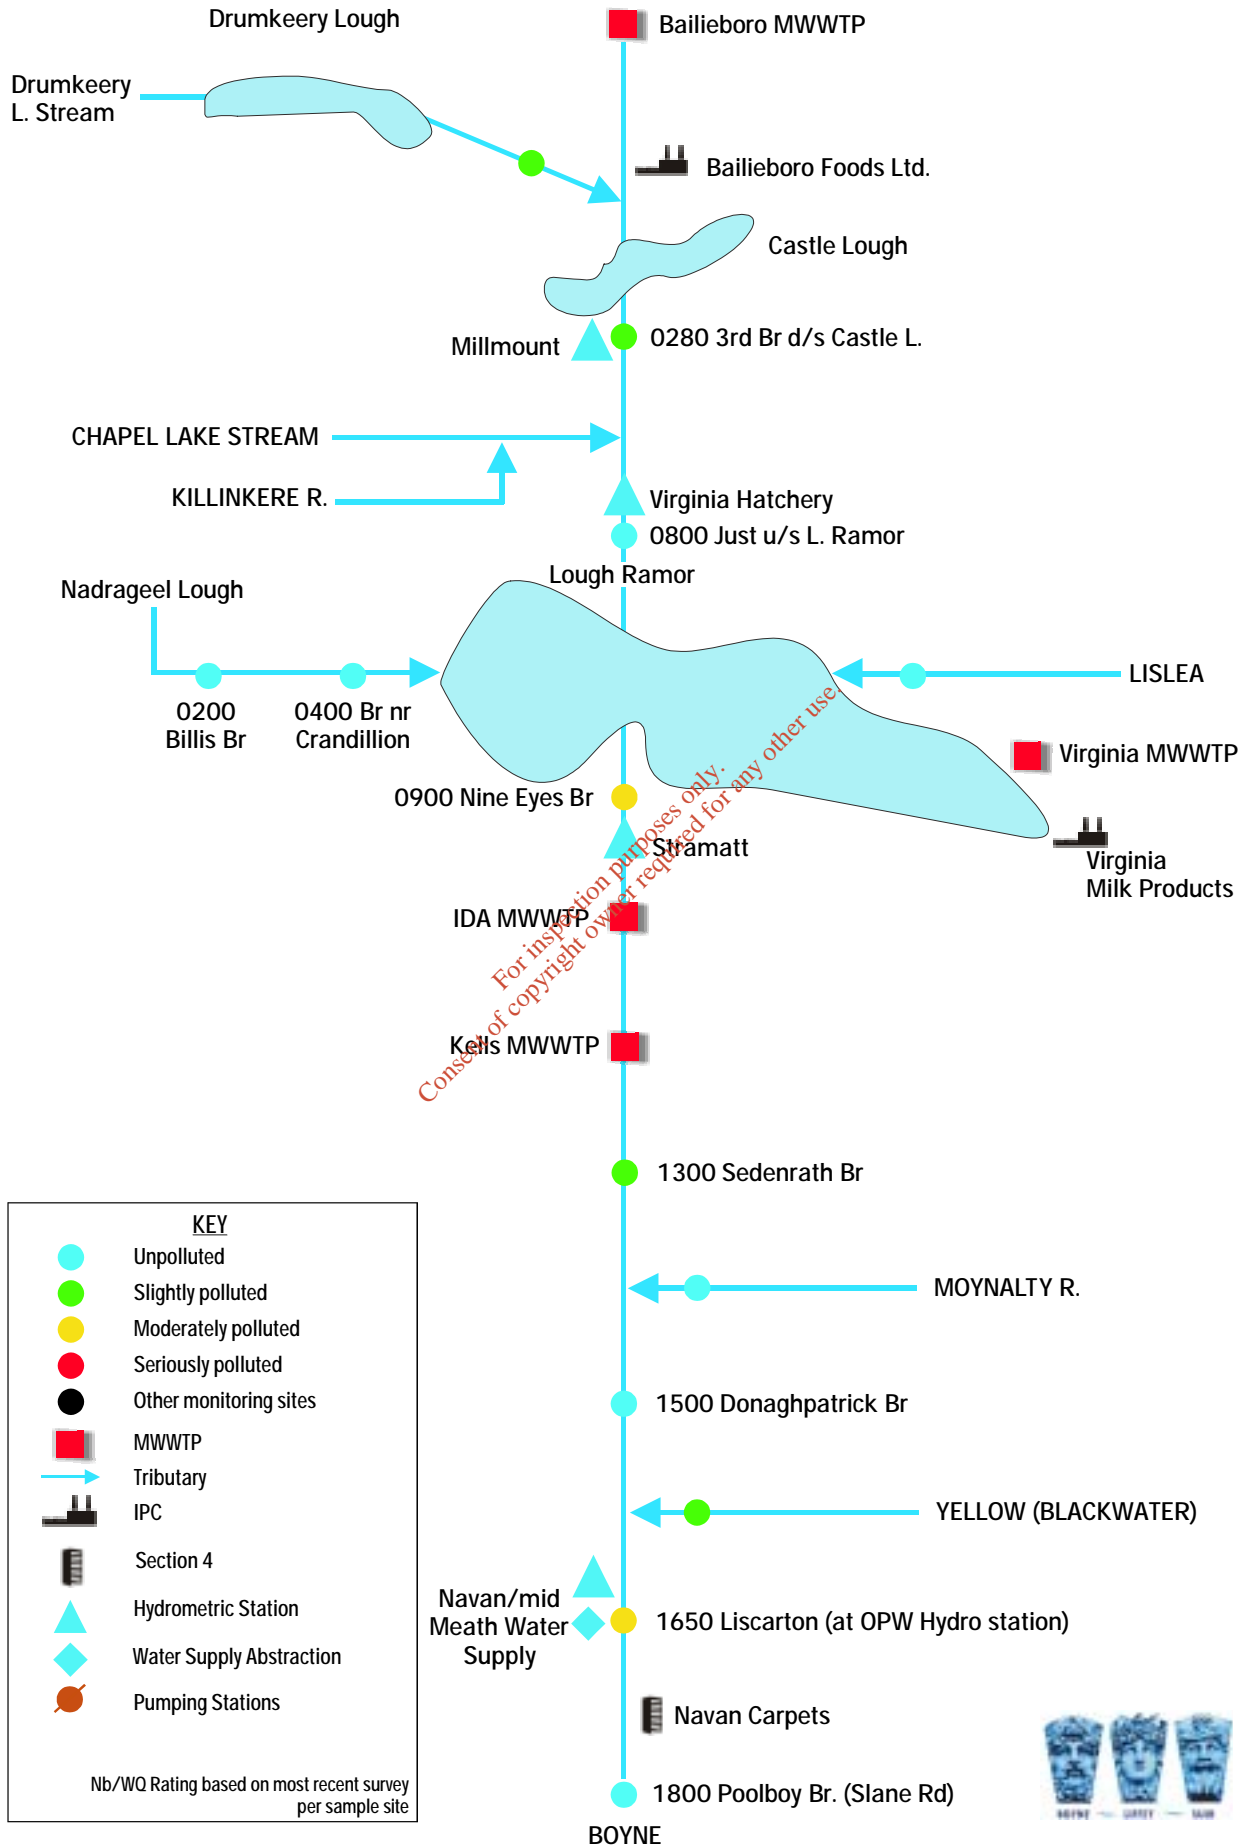 Drumkeery Lough
Bailieboro MWWTP
Drumkeery
L. Stream
Bailieboro Foods Ltd.
Castle Lough
Millmount
0280 3rd Br d/s Castle L.
CHAPEL LAKE STREAM
KILLINKERE R.
Virginia Hatchery
0800 Just u/s L. Ramor
Lough Ramor
Nadrageel Lough
LISLEA
0200
Billis Br
0400 Br nr
Crandillion
Virginia MWWTP
0900 Nine Eyes Br
Stramatt
Virginia
Milk Products
IDA MWWTP
For inspection purposes only.
Consent of copyright owner required for any other use.
Kells MWWTP
1300 Sedenrath Br
MOYNALTY R.
1500 Donaghpatrick Br
YELLOW (BLACKWATER)
Navan/mid
Meath Water
Supply
1650 Liscarton (at OPW Hydro station)
Navan Carpets
1800 Poolboy Br. (Slane Rd)
BOYNE
KEY
Unpolluted
Slightly polluted
Moderately polluted
Seriously polluted
Other monitoring sites
MWWTP
Tributary
IPC
Section 4
Hydrometric Station
Water Supply Abstraction
Pumping Stations
Nb/WQ Rating based on most recent survey
per sample site
BOYNE